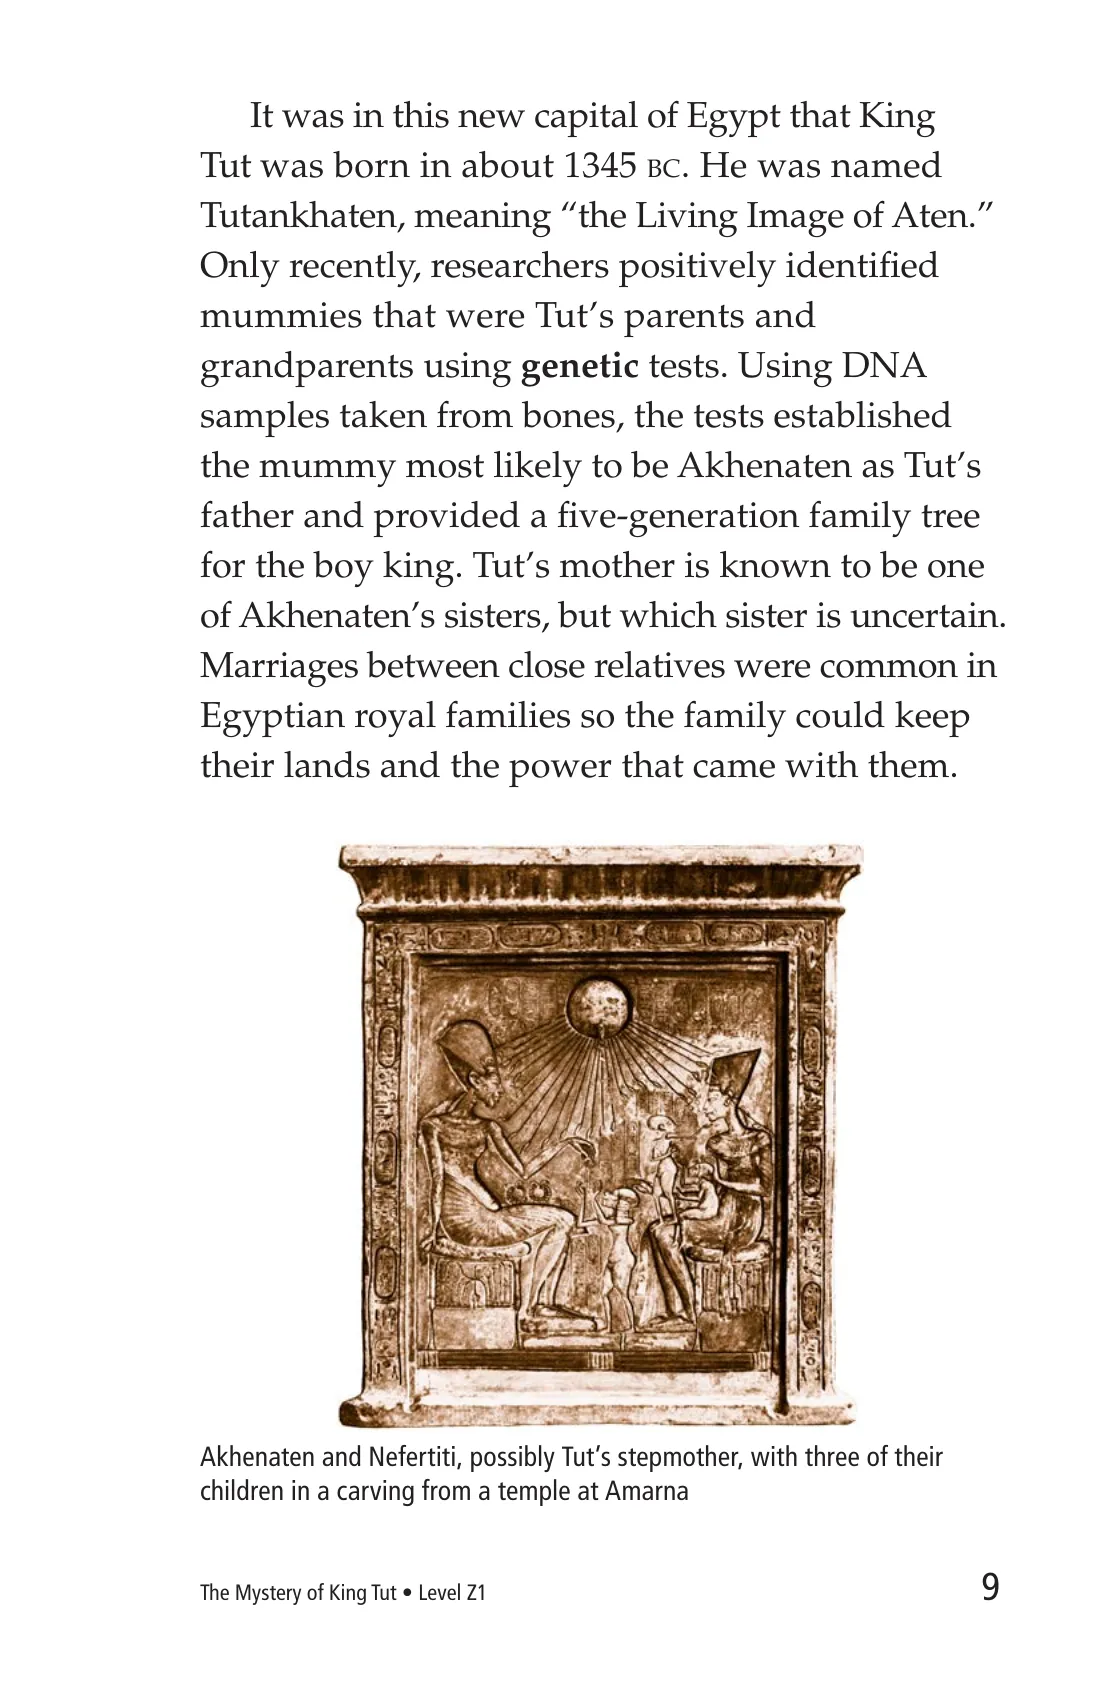 It was in this new capital of Egypt that King
Tut was born in about 1345 BC. He was named
Tutankhaten, meaning “the Living Image of Aten.”
Only recently, researchers positively identified
mummies that were Tut’s parents and
grandparents using genetic tests. Using DNA
samples taken from bones, the tests established
the mummy most likely to be Akhenaten as Tut’s
father and provided a five-generation family tree
for the boy king. Tut’s mother is known to be one
of Akhenaten’s sisters, but which sister is uncertain.
Marriages between close relatives were common in
Egyptian royal families so the family could keep
their lands and the power that came with them.
Akhenaten and Nefertiti, possibly Tut’s stepmother, with three of their
children in a carving from a temple at Amarna
The Mystery of King Tut • Level Z1
9